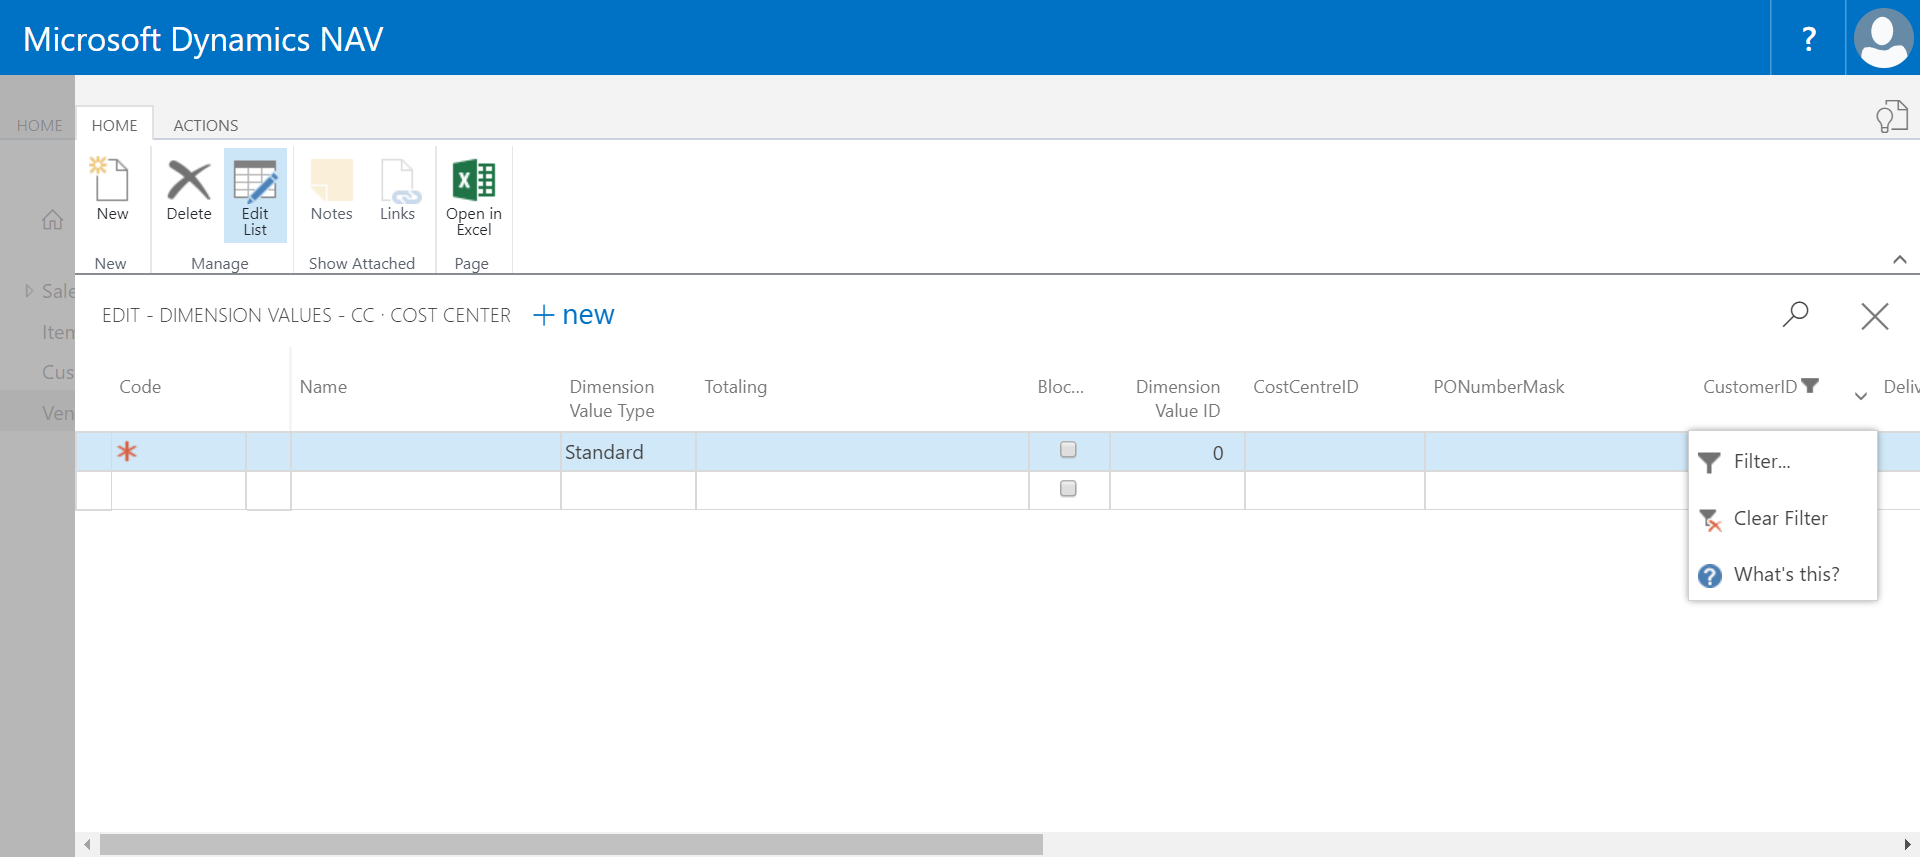 Microsoft Dynamics NAV
?
HOME
HOME
ACTIONS
New
Delete
Edit
List
Notes
Links
Open in
Excel
New
Manage
Show Attached
Page
Sale
Item
Cus
Ven
EDIT - DIMENSION VALUES - CC · COST CENTER
+ new
Code
Name
Dimension
Value Type
Totaling
Bloc...
Dimension
Value ID
CostCentreID
PONumberMask
CustomerID
Deliv
Standard
0
Filter...
Clear Filter
What's this?